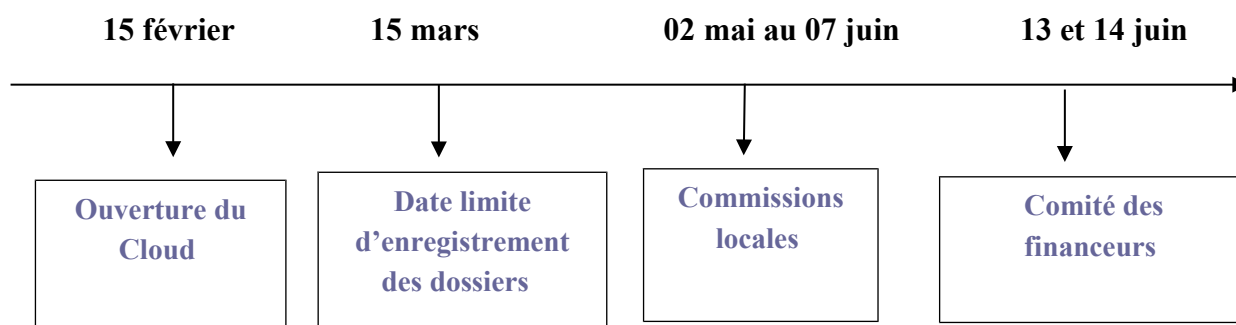 15 février
15 mars
02 mai au 07 juin
13 et 14 juin
Ouverture du
Cloud
Date limite
d’enregistrement
des dossiers
Commissions
locales
Comité des
financeurs